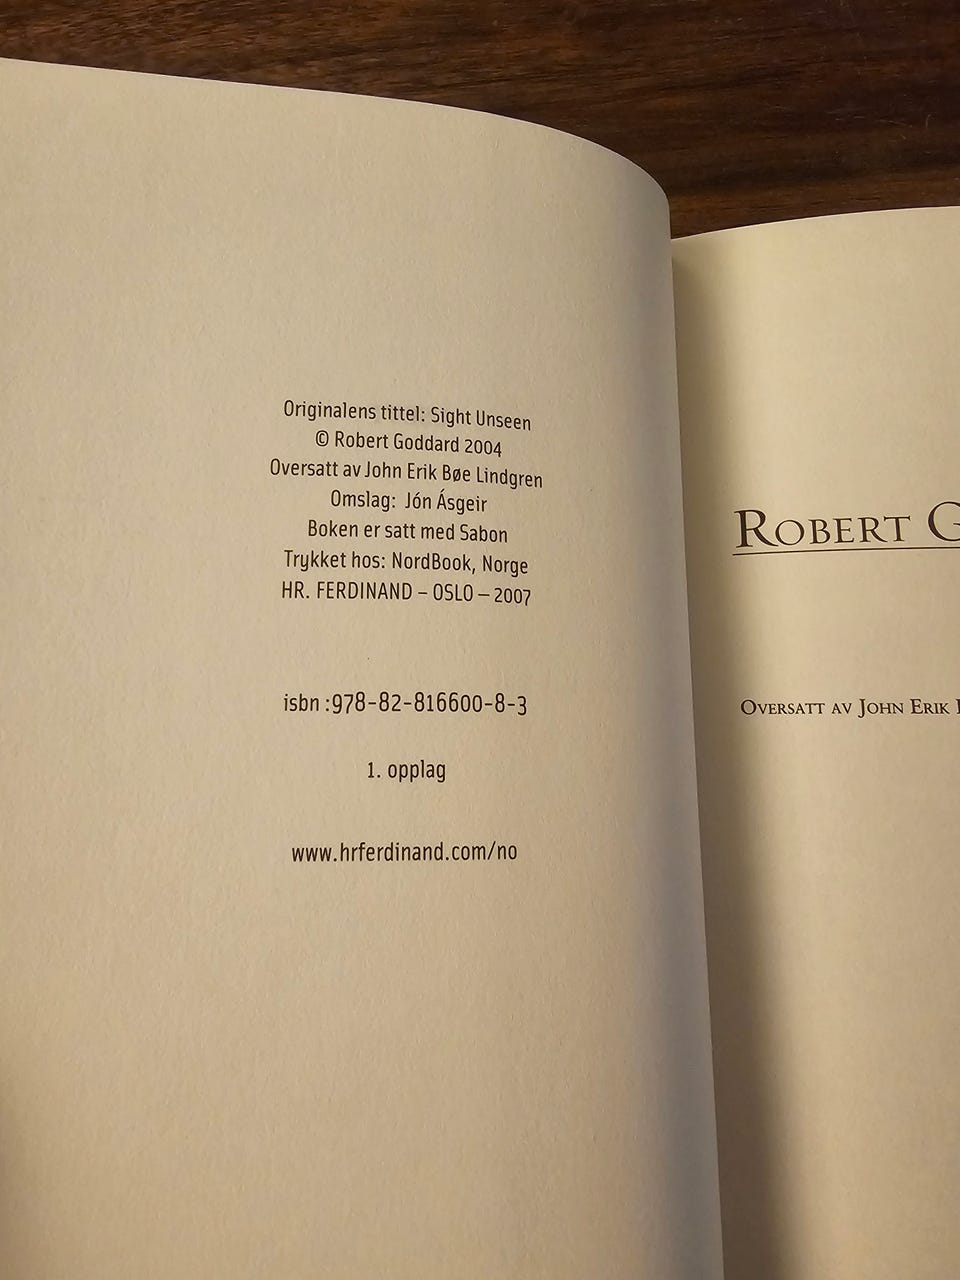 Originalens tittel: Sight Unseen
© Robert Goddard 2004
Oversatt av John Erik Bøe Lindgren
Omslag: Jón Ásgeir
Boken er satt med Sabon
Trykket hos: NordBook, Norge
HR. FERDINAND – OSLO – 2007
isbn :978-82-816600-8-3
1. opplag
www.hrferdinand.com/no
ROBERT G
OVERSATT AV JOHN ERIK